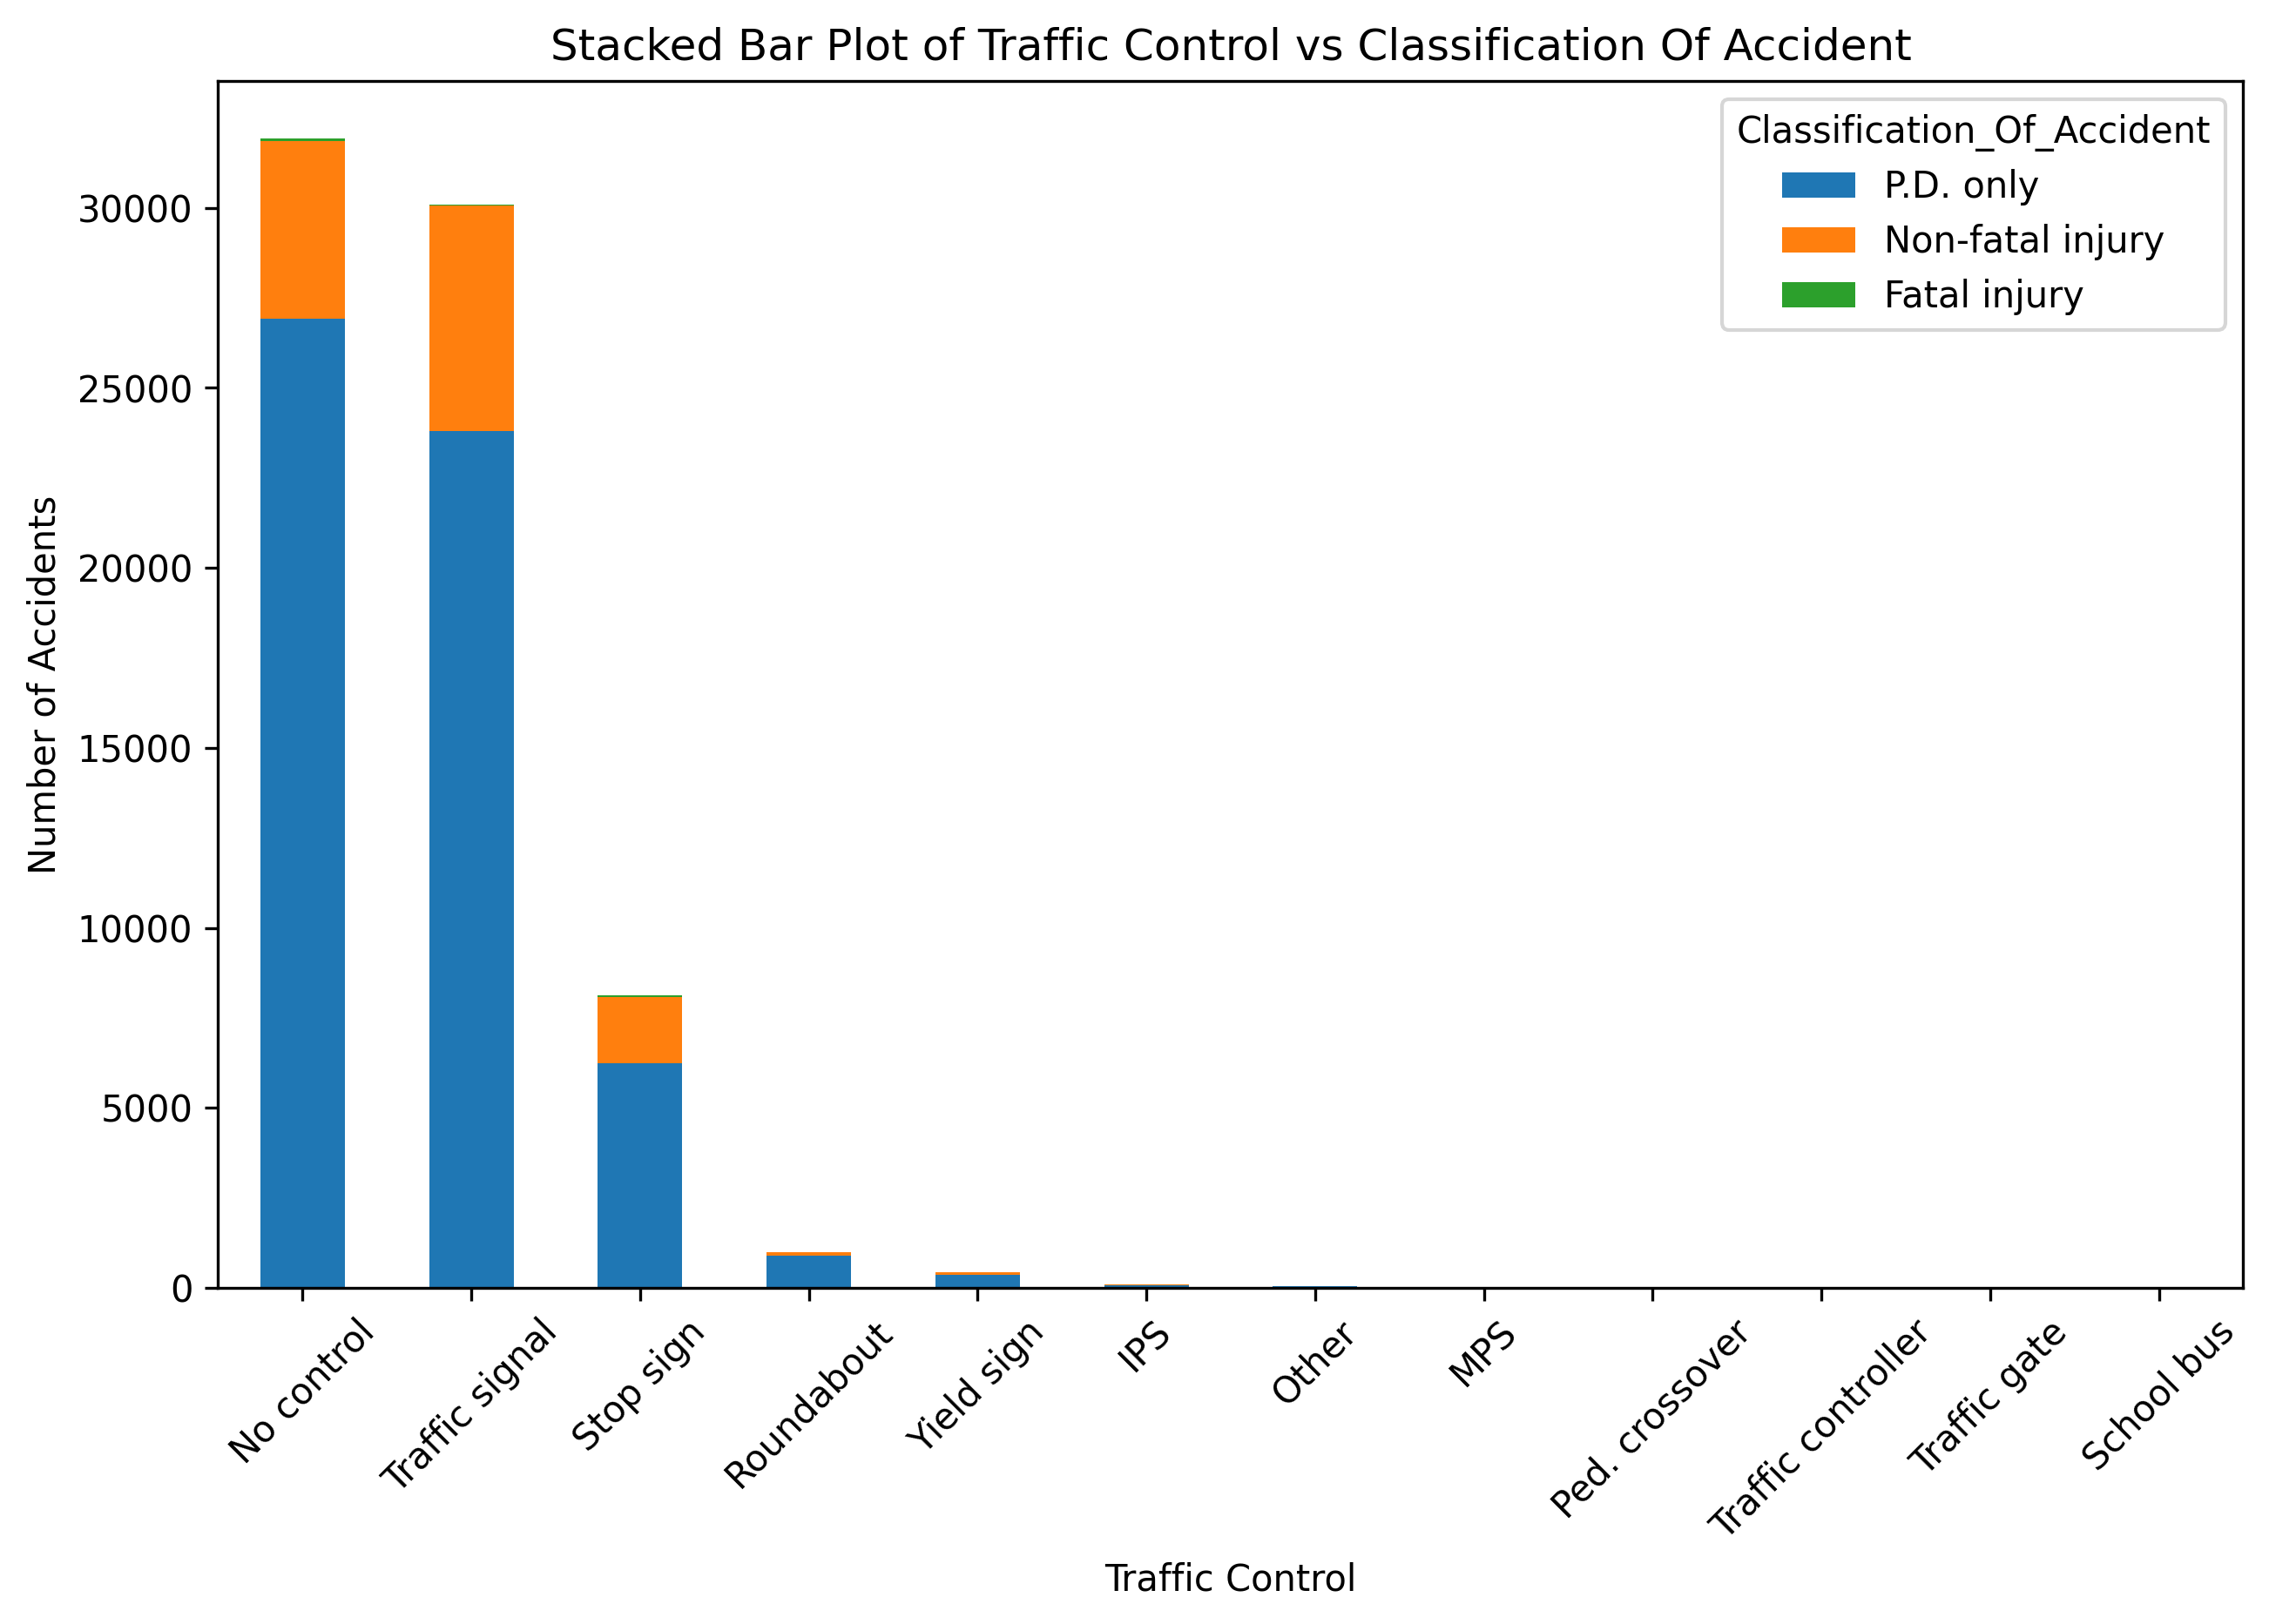 Stacked Bar Plot of Traffic Control vs Classification Of Accident
Classification_Of_Accident
P.D. only
Non-fatal injury
Fatal injury
Number of Accidents
30000
25000
20000
15000
10000
5000
0
No control
Traffic signal
Stop sign
Roundabout
Yield sign
IPS
Other
MPS
Ped. crossover
Traffic controller
Traffic gate
School bus
Traffic Control